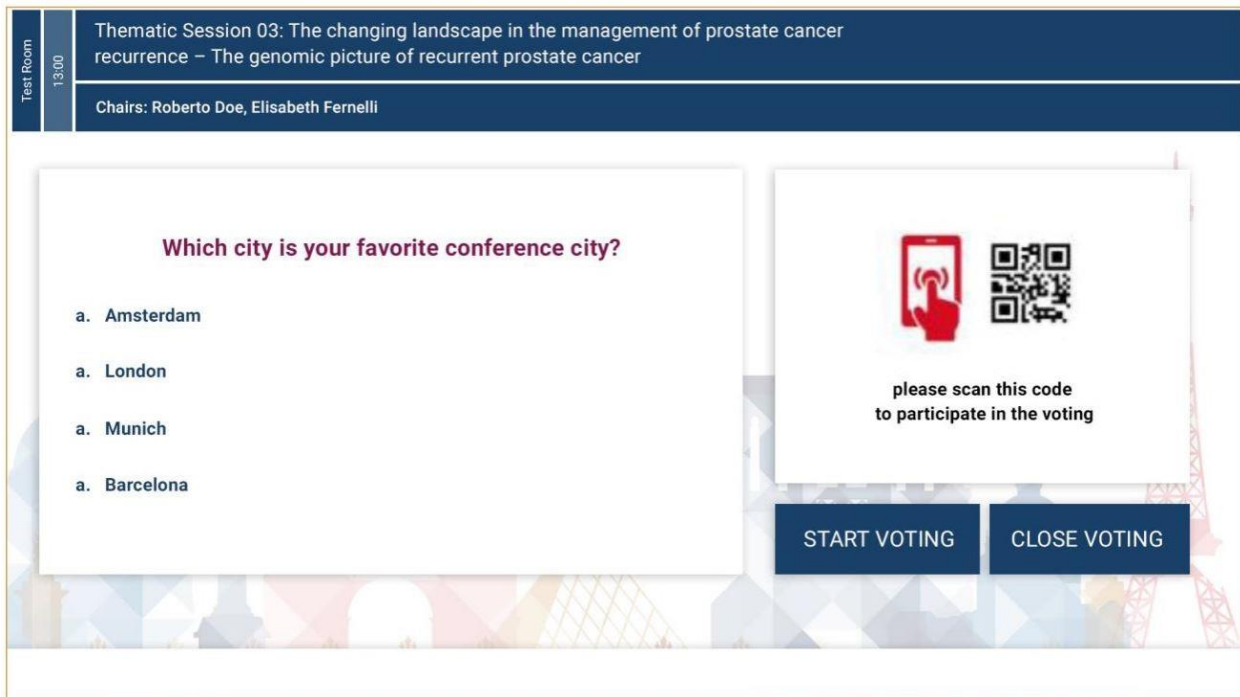 Test Room
13:00
Thematic Session 03: The changing landscape in the management of prostate cancer
recurrence – The genomic picture of recurrent prostate cancer
Chairs: Roberto Doe, Elisabeth Fernelli
Which city is your favorite conference city?
a. Amsterdam
a. London
a. Munich
a. Barcelona
please scan this code
to participate in the voting
START VOTING
CLOSE VOTING